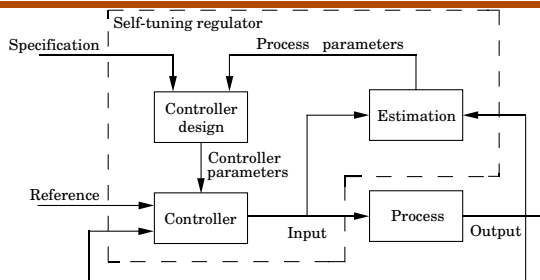 Self-tuning regulator
Specification
Process parameters
Controller
design
Estimation
Controller
parameters
Reference
Controller
Process
Input
Output